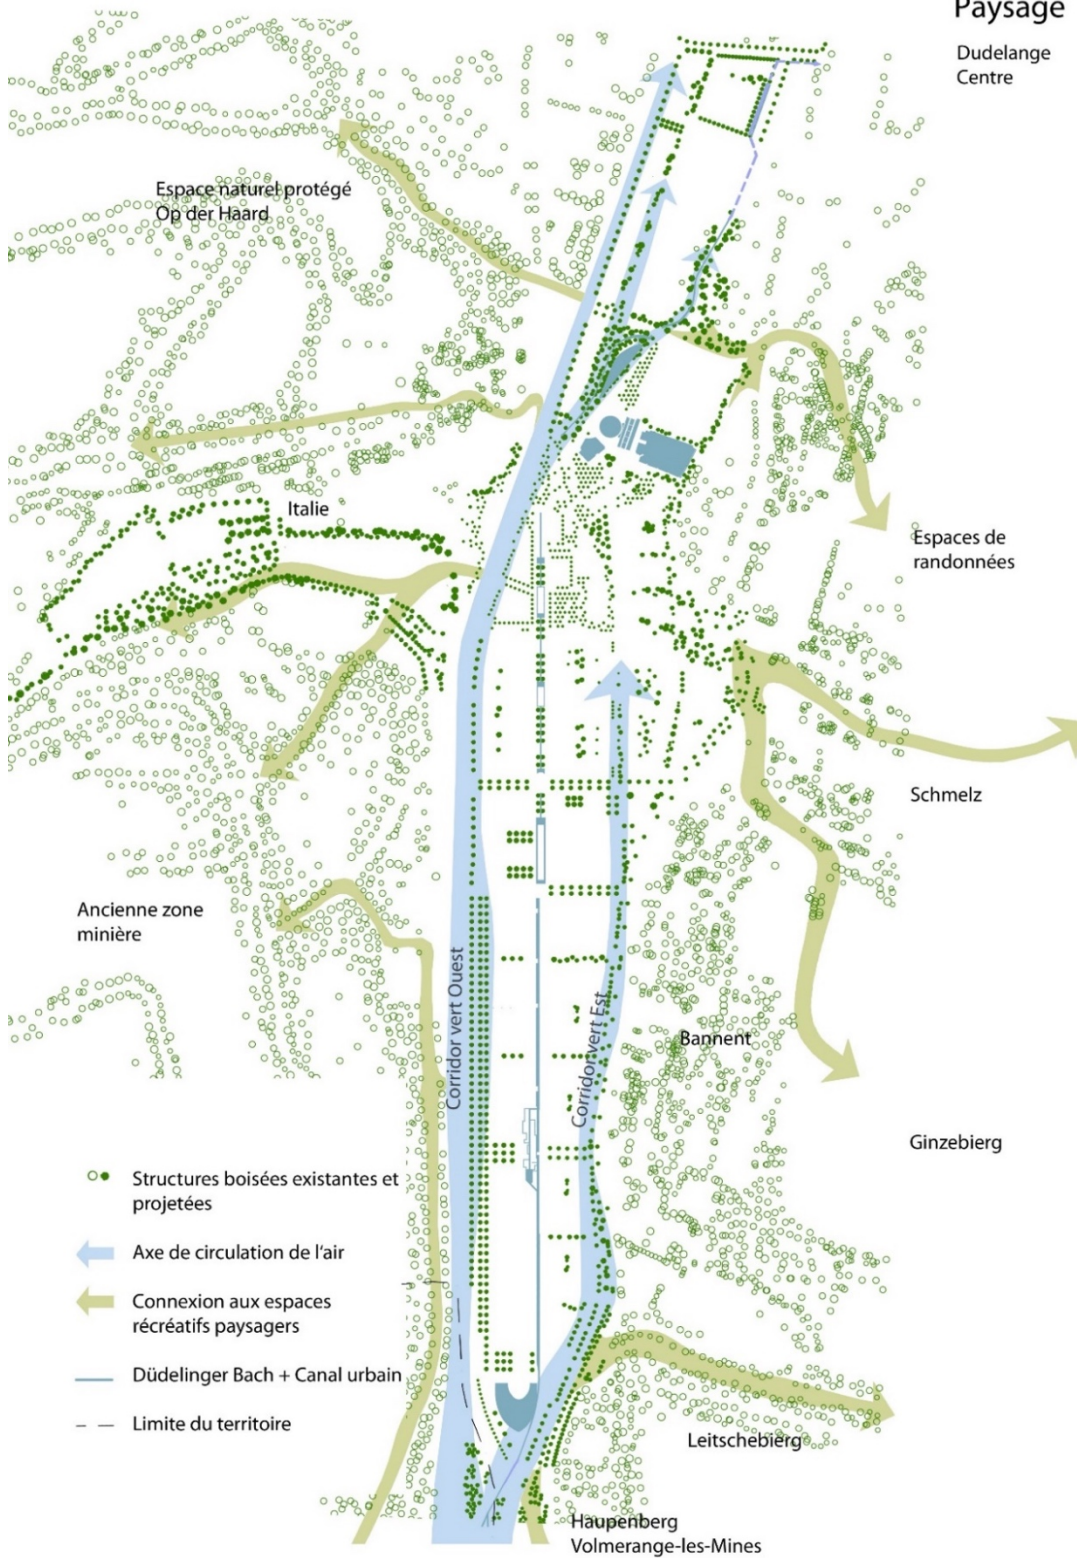 Paysage
Dudelange
Centre
Espace naturel protégé
Op der Haard
Italie
Espaces de
randonnées
Schmelz
Ancienne zone
minière
Corridor vert Ouest
Corridor vert Est
Bannent
Ginzebierg
Structures boisées existantes et
projetées
Axe de circulation de l'air
Connexion aux espaces
récréatifs paysagers
Düdelinger Bach + Canal urbain
Limite du territoire
Leitschebierg
Haupenberg
Volmerange-les-Mines